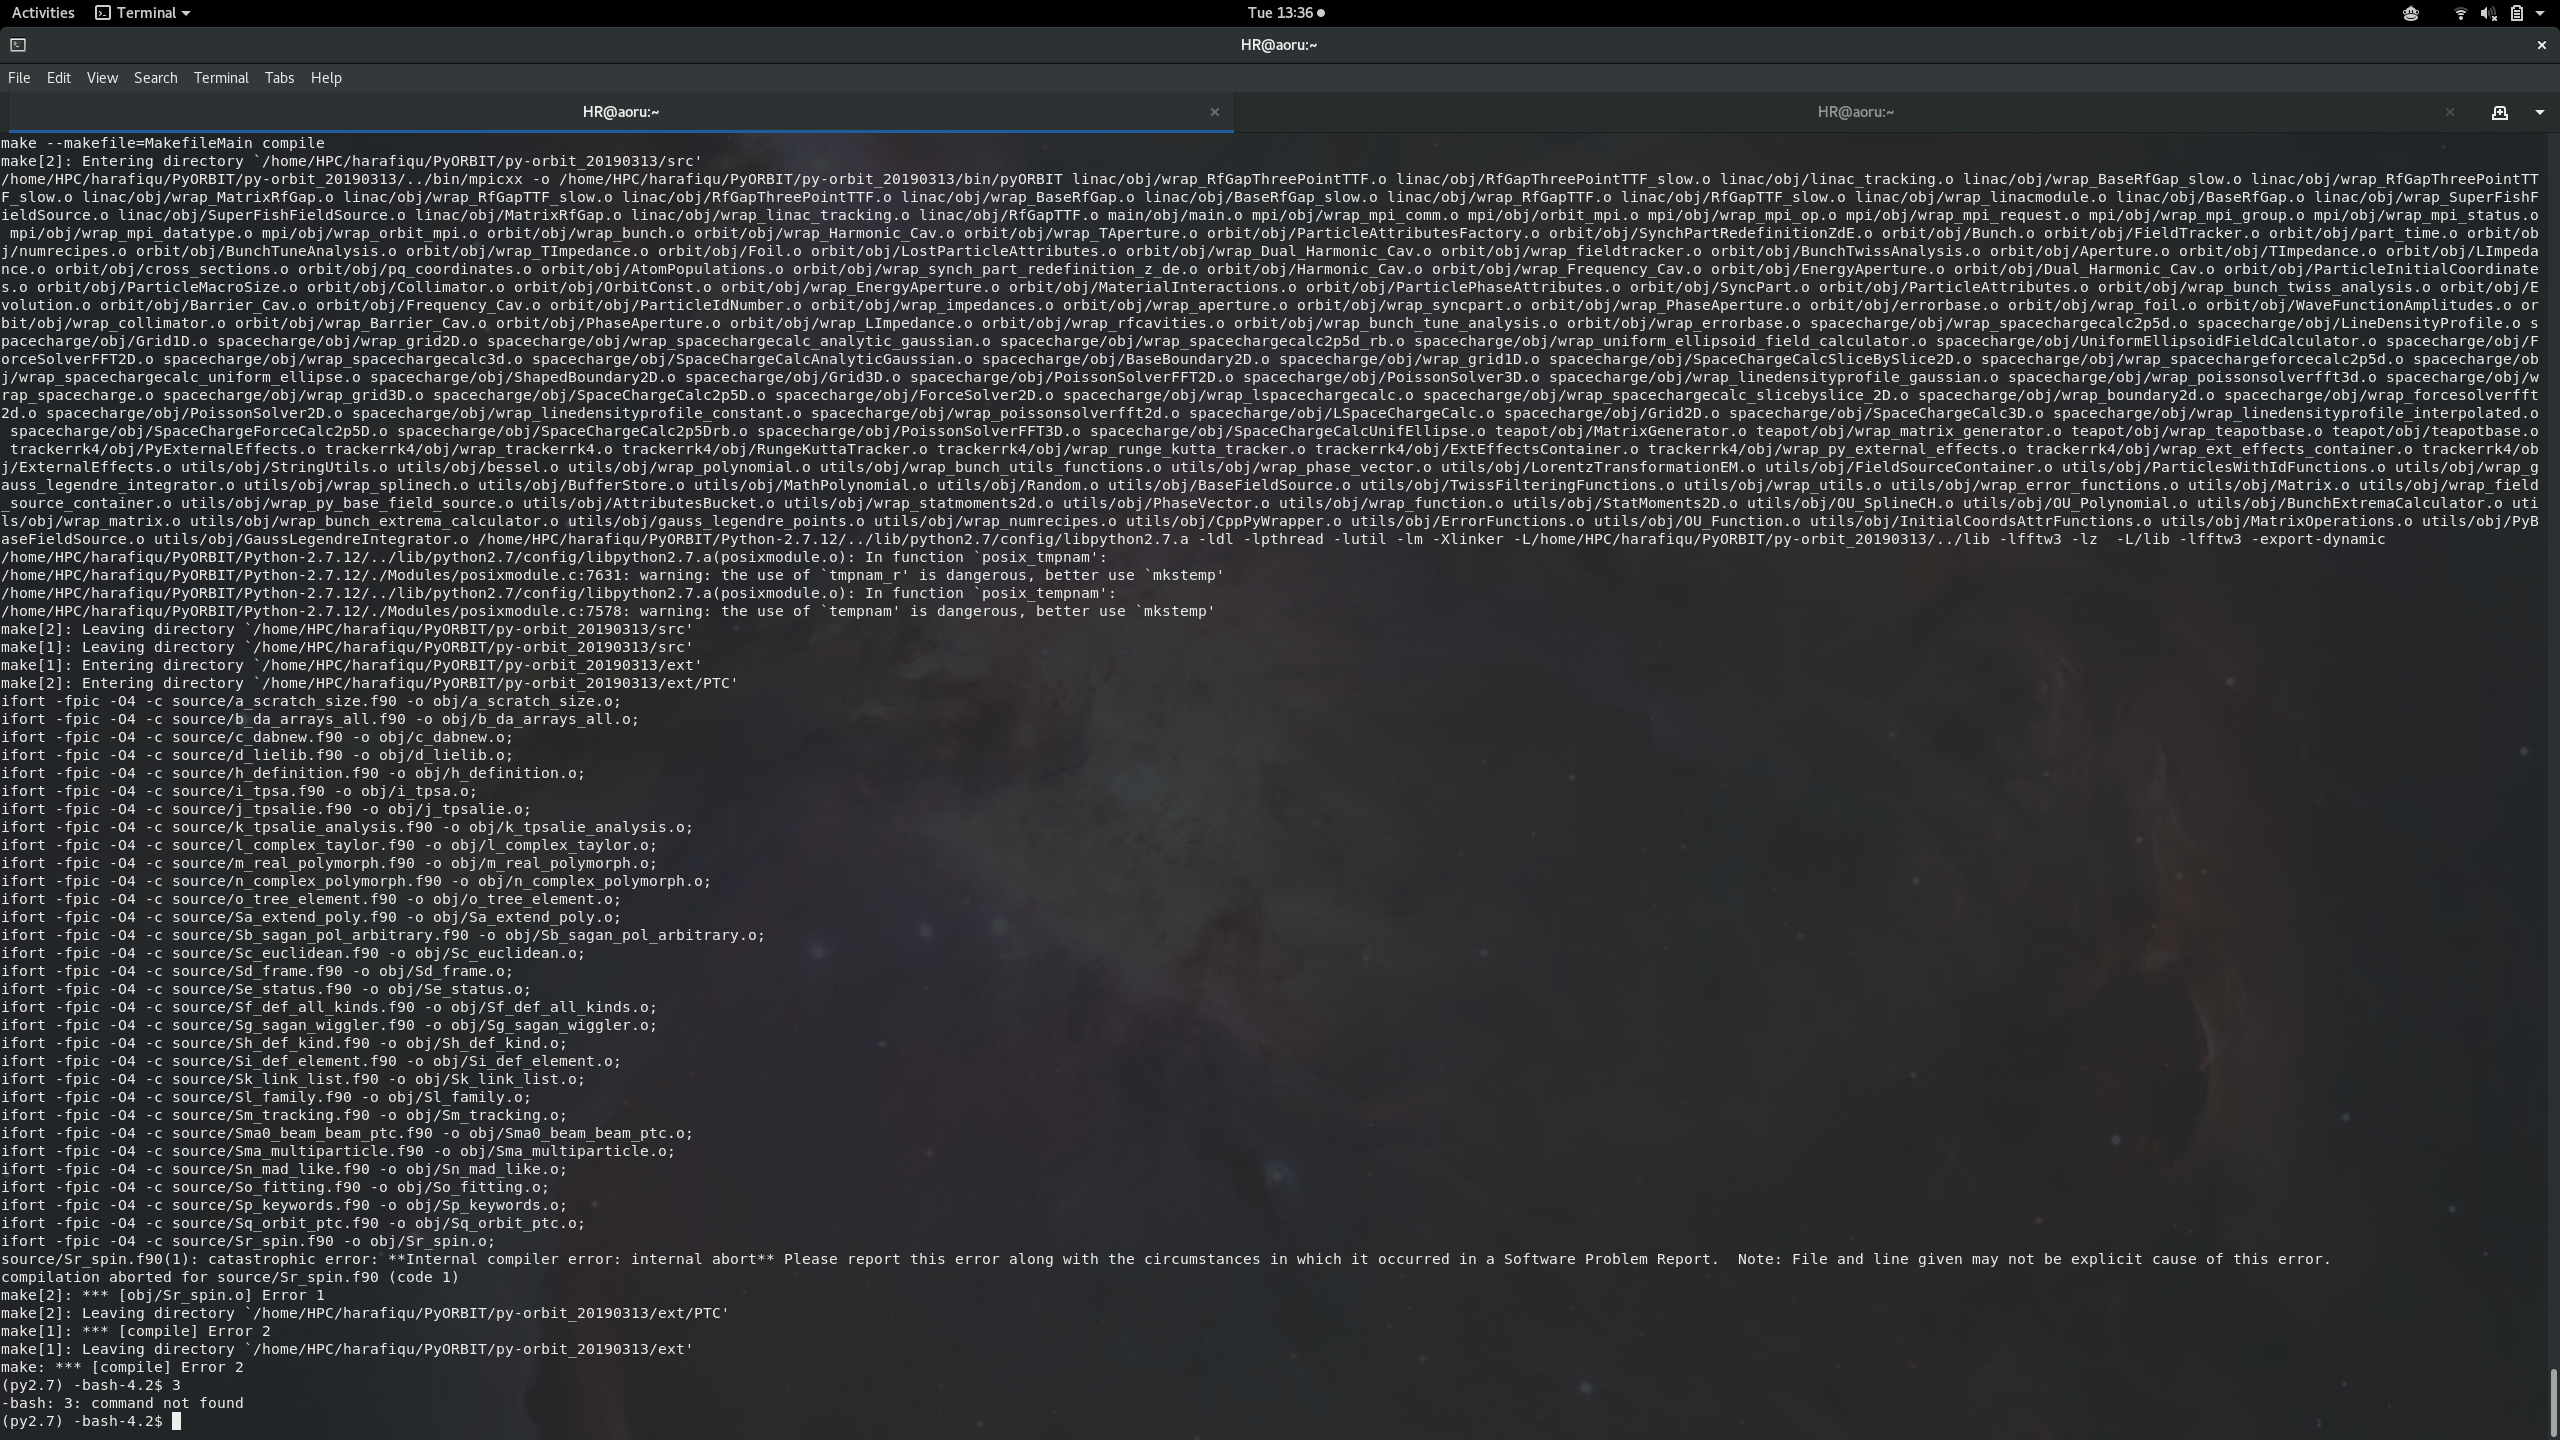 Activities Terminal Tue 13:36
HR@aoru:~
File Edit View Search Terminal Tabs Help
HR@aoru:~ HR@aoru:~
make --makefile=MakefileMain compile
make[2]: Entering directory `/home/HPC/harafiqu/PyORBIT/py-orbit_20190313/src'
/home/HPC/harafiqu/PyORBIT/py-orbit_20190313/../bin/mpicxx -o /home/HPC/harafiqu/PyORBIT/py-orbit_20190313/bin/pyORBIT linac/obj/wrap_RfGapThreePointTTF.o linac/obj/RfGapThreePointTTF_slow.o linac/obj/linac_tracking.o linac/obj/wrap_BaseRfGap_slow.o linac/obj/wrap_RfGapThreePointTT
F_slow.o linac/obj/wrap_MatrixRfGap.o linac/obj/wrap_RfGapTTF_slow.o linac/obj/RfGapThreePointTTF.o linac/obj/wrap_BaseRfGap.o linac/obj/BaseRfGap_slow.o linac/obj/wrap_RfGapTTF.o linac/obj/RfGapTTF_slow.o linac/obj/wrap_linacmodule.o linac/obj/BaseRfGap.o linac/obj/wrap_SuperFishF
ieldSource.o linac/obj/SuperFishFieldSource.o linac/obj/MatrixRfGap.o linac/obj/wrap_linac_tracking.o linac/obj/RfGapTTF.o main/obj/main.o mpi/obj/wrap_mpi_comm.o mpi/obj/orbit_mpi.o mpi/obj/wrap_mpi_op.o mpi/obj/wrap_mpi_request.o mpi/obj/wrap_mpi_group.o mpi/obj/wrap_mpi_status.o
mpi/obj/wrap_mpi_datatype.o mpi/obj/wrap_orbit_mpi.o orbit/obj/wrap_bunch.o orbit/obj/wrap_Harmonic_Cav.o orbit/obj/wrap_TAperture.o orbit/obj/ParticleAttributesFactory.o orbit/obj/SynchPartRedefinitionZdE.o orbit/obj/Bunch.o orbit/obj/FieldTracker.o orbit/obj/part_time.o orbit/ob
j/numrecipes.o orbit/obj/BunchTuneAnalysis.o orbit/obj/wrap_TImpedance.o orbit/obj/Foil.o orbit/obj/LostParticleAttributes.o orbit/obj/wrap_Dual_Harmonic_Cav.o orbit/obj/wrap_fieldtracker.o orbit/obj/BunchTwissAnalysis.o orbit/obj/Aperture.o orbit/obj/TImpedance.o orbit/obj/LImpeda
nce.o orbit/obj/cross_sections.o orbit/obj/pq_coordinates.o orbit/obj/AtomPopulations.o orbit/obj/wrap_synch_part_redefinition_z_de.o orbit/obj/Harmonic_Cav.o orbit/obj/wrap_Frequency_Cav.o orbit/obj/EnergyAperture.o orbit/obj/Dual_Harmonic_Cav.o orbit/obj/ParticleInitialCoordinate
s.o orbit/obj/ParticleMacroSize.o orbit/obj/Collimator.o orbit/obj/OrbitConst.o orbit/obj/wrap_EnergyAperture.o orbit/obj/MaterialInteractions.o orbit/obj/ParticlePhaseAttributes.o orbit/obj/SyncPart.o orbit/obj/ParticleAttributes.o orbit/obj/wrap_bunch_twiss_analysis.o orbit/obj/E
volution.o orbit/obj/Barrier_Cav.o orbit/obj/Frequency_Cav.o orbit/obj/ParticleIdNumber.o orbit/obj/wrap_impedances.o orbit/obj/wrap_aperture.o orbit/obj/wrap_syncpart.o orbit/obj/wrap_PhaseAperture.o orbit/obj/errorbase.o orbit/obj/wrap_foil.o orbit/obj/WaveFunctionAmplitudes.o or
bit/obj/wrap_collimator.o orbit/obj/wrap_Barrier_Cav.o orbit/obj/PhaseAperture.o orbit/obj/wrap_LImpedance.o orbit/obj/wrap_rfcavities.o orbit/obj/wrap_bunch_tune_analysis.o orbit/obj/wrap_errorbase.o spacecharge/obj/wrap_spacechargecalc2p5d.o spacecharge/obj/LineDensityProfile.o s
pacecharge/obj/Grid1D.o spacecharge/obj/wrap_grid2D.o spacecharge/obj/wrap_spacechargecalc_analytic_gaussian.o spacecharge/obj/wrap_spacechargecalc2p5d_rb.o spacecharge/obj/wrap_uniform_ellipsoid_field_calculator.o spacecharge/obj/UniformEllipsoidFieldCalculator.o spacecharge/obj/F
orceSolverFFT2D.o spacecharge/obj/wrap_spacechargecalc3d.o spacecharge/obj/SpaceChargeCalcAnalyticGaussian.o spacecharge/obj/BaseBoundary2D.o spacecharge/obj/wrap_grid1D.o spacecharge/obj/SpaceChargeCalcSliceBySlice2D.o spacecharge/obj/wrap_spacechargeforcecalc2p5d.o spacecharge/ob
j/wrap_spacechargecalc_uniform_ellipse.o spacecharge/obj/ShapedBoundary2D.o spacecharge/obj/Grid3D.o spacecharge/obj/PoissonSolverFFT2D.o spacecharge/obj/PoissonSolver3D.o spacecharge/obj/wrap_linedensityprofile_gaussian.o spacecharge/obj/wrap_poissonsolverfft3d.o spacecharge/obj/w
rap_spacecharge.o spacecharge/obj/wrap_grid3D.o spacecharge/obj/SpaceChargeCalc2p5D.o spacecharge/obj/ForceSolver2D.o spacecharge/obj/wrap_lspacechargecalc.o spacecharge/obj/wrap_spacechargecalc_slicebyslice_2D.o spacecharge/obj/wrap_boundary2d.o spacecharge/obj/wrap_forcesolverfft
2d.o spacecharge/obj/PoissonSolver2D.o spacecharge/obj/wrap_linedensityprofile_constant.o spacecharge/obj/wrap_poissonsolverfft2d.o spacecharge/obj/LSpaceChargeCalc.o spacecharge/obj/Grid2D.o spacecharge/obj/SpaceChargeCalc3D.o spacecharge/obj/wrap_linedensityprofile_interpolated.o
spacecharge/obj/SpaceChargeForceCalc2p5D.o spacecharge/obj/SpaceChargeCalc2p5Drb.o spacecharge/obj/PoissonSolverFFT3D.o spacecharge/obj/SpaceChargeCalcUnifEllipse.o teapot/obj/MatrixGenerator.o teapot/obj/wrap_matrix_generator.o teapot/obj/wrap_teapotbase.o teapot/obj/teapotbase.o
trackerrk4/obj/PyExternalEffects.o trackerrk4/obj/wrap_trackerrk4.o trackerrk4/obj/RungeKuttaTracker.o trackerrk4/obj/wrap_runge_kutta_tracker.o trackerrk4/obj/ExtEffectsContainer.o trackerrk4/obj/wrap_py_external_effects.o trackerrk4/obj/wrap_ext_effects_container.o trackerrk4/ob
j/ExternalEffects.o utils/obj/StringUtils.o utils/obj/bessel.o utils/obj/wrap_polynomial.o utils/obj/wrap_bunch_utils_functions.o utils/obj/wrap_phase_vector.o utils/obj/LorentzTransformationEM.o utils/obj/FieldSourceContainer.o utils/obj/ParticlesWithIdFunctions.o utils/obj/wrap_g
auss_legendre_integrator.o utils/obj/wrap_splinech.o utils/obj/BufferStore.o utils/obj/MathPolynomial.o utils/obj/Random.o utils/obj/BaseFieldSource.o utils/obj/TwissFilteringFunctions.o utils/obj/wrap_utils.o utils/obj/wrap_error_functions.o utils/obj/Matrix.o utils/obj/wrap_field
_source_container.o utils/obj/wrap_py_base_field_source.o utils/obj/AttributesBucket.o utils/obj/wrap_statmoments2d.o utils/obj/PhaseVector.o utils/obj/wrap_function.o utils/obj/StatMoments2D.o utils/obj/OU_SplineCH.o utils/obj/OU_Polynomial.o utils/obj/BunchExtremaCalculator.o uti
ls/obj/wrap_matrix.o utils/obj/wrap_bunch_extrema_calculator.o utils/obj/gauss_legendre_points.o utils/obj/wrap_numrecipes.o utils/obj/CppPyWrapper.o utils/obj/ErrorFunctions.o utils/obj/OU_Function.o utils/obj/InitialCoordsAttrFunctions.o utils/obj/MatrixOperations.o utils/obj/PyB
aseFieldSource.o utils/obj/GaussLegendreIntegrator.o /home/HPC/harafiqu/PyORBIT/Python-2.7.12/../lib/python2.7/config/libpython2.7.a -ldl -lpthread -lutil -lm -Xlinker -L/home/HPC/harafiqu/PyORBIT/py-orbit_20190313/../lib -lfftw3 -lz  -L/lib -lfftw3 -export-dynamic
/home/HPC/harafiqu/PyORBIT/Python-2.7.12/../lib/python2.7/config/libpython2.7.a(posixmodule.o): In function `posix_tmpnam':
/home/HPC/harafiqu/PyORBIT/Python-2.7.12/./Modules/posixmodule.c:7631: warning: the use of `tmpnam_r' is dangerous, better use `mkstemp'
/home/HPC/harafiqu/PyORBIT/Python-2.7.12/../lib/python2.7/config/libpython2.7.a(posixmodule.o): In function `posix_tempnam':
/home/HPC/harafiqu/PyORBIT/Python-2.7.12/./Modules/posixmodule.c:7578: warning: the use of `tempnam' is dangerous, better use `mkstemp'
make[2]: Leaving directory `/home/HPC/harafiqu/PyORBIT/py-orbit_20190313/src'
make[1]: Leaving directory `/home/HPC/harafiqu/PyORBIT/py-orbit_20190313/src'
make[1]: Entering directory `/home/HPC/harafiqu/PyORBIT/py-orbit_20190313/ext'
make[2]: Entering directory `/home/HPC/harafiqu/PyORBIT/py-orbit_20190313/ext/PTC'
ifort -fpic -O4 -c source/a_scratch_size.f90 -o obj/a_scratch_size.o;
ifort -fpic -O4 -c source/b_da_arrays_all.f90 -o obj/b_da_arrays_all.o;
ifort -fpic -O4 -c source/c_dabnew.f90 -o obj/c_dabnew.o;
ifort -fpic -O4 -c source/d_lielib.f90 -o obj/d_lielib.o;
ifort -fpic -O4 -c source/h_definition.f90 -o obj/h_definition.o;
ifort -fpic -O4 -c source/i_tpsa.f90 -o obj/i_tpsa.o;
ifort -fpic -O4 -c source/j_tpsalie.f90 -o obj/j_tpsalie.o;
ifort -fpic -O4 -c source/k_tpsalie_analysis.f90 -o obj/k_tpsalie_analysis.o;
ifort -fpic -O4 -c source/l_complex_taylor.f90 -o obj/l_complex_taylor.o;
ifort -fpic -O4 -c source/m_real_polymorph.f90 -o obj/m_real_polymorph.o;
ifort -fpic -O4 -c source/n_complex_polymorph.f90 -o obj/n_complex_polymorph.o;
ifort -fpic -O4 -c source/o_tree_element.f90 -o obj/o_tree_element.o;
ifort -fpic -O4 -c source/Sa_extend_poly.f90 -o obj/Sa_extend_poly.o;
ifort -fpic -O4 -c source/Sb_sagan_pol_arbitrary.f90 -o obj/Sb_sagan_pol_arbitrary.o;
ifort -fpic -O4 -c source/Sc_euclidean.f90 -o obj/Sc_euclidean.o;
ifort -fpic -O4 -c source/Sd_frame.f90 -o obj/Sd_frame.o;
ifort -fpic -O4 -c source/Se_status.f90 -o obj/Se_status.o;
ifort -fpic -O4 -c source/Sf_def_all_kinds.f90 -o obj/Sf_def_all_kinds.o;
ifort -fpic -O4 -c source/Sg_sagan_wiggler.f90 -o obj/Sg_sagan_wiggler.o;
ifort -fpic -O4 -c source/Sh_def_kind.f90 -o obj/Sh_def_kind.o;
ifort -fpic -O4 -c source/Si_def_element.f90 -o obj/Si_def_element.o;
ifort -fpic -O4 -c source/Sk_link_list.f90 -o obj/Sk_link_list.o;
ifort -fpic -O4 -c source/Sl_family.f90 -o obj/Sl_family.o;
ifort -fpic -O4 -c source/Sm_tracking.f90 -o obj/Sm_tracking.o;
ifort -fpic -O4 -c source/Sma0_beam_beam_ptc.f90 -o obj/Sma0_beam_beam_ptc.o;
ifort -fpic -O4 -c source/Sma_multiparticle.f90 -o obj/Sma_multiparticle.o;
ifort -fpic -O4 -c source/Sn_mad_like.f90 -o obj/Sn_mad_like.o;
ifort -fpic -O4 -c source/So_fitting.f90 -o obj/So_fitting.o;
ifort -fpic -O4 -c source/Sp_keywords.f90 -o obj/Sp_keywords.o;
ifort -fpic -O4 -c source/Sq_orbit_ptc.f90 -o obj/Sq_orbit_ptc.o;
ifort -fpic -O4 -c source/Sr_spin.f90 -o obj/Sr_spin.o;
source/Sr_spin.f90(1): catastrophic error: **Internal compiler error: internal abort** Please report this error along with the circumstances in which it occurred in a Software Problem Report.  Note: File and line given may not be explicit cause of this error.
compilation aborted for source/Sr_spin.f90 (code 1)
make[2]: *** [obj/Sr_spin.o] Error 1
make[2]: Leaving directory `/home/HPC/harafiqu/PyORBIT/py-orbit_20190313/ext/PTC'
make[1]: *** [compile] Error 2
make[1]: Leaving directory `/home/HPC/harafiqu/PyORBIT/py-orbit_20190313/ext'
make: *** [compile] Error 2
(py2.7) -bash-4.2$ 3
-bash: 3: command not found
(py2.7) -bash-4.2$